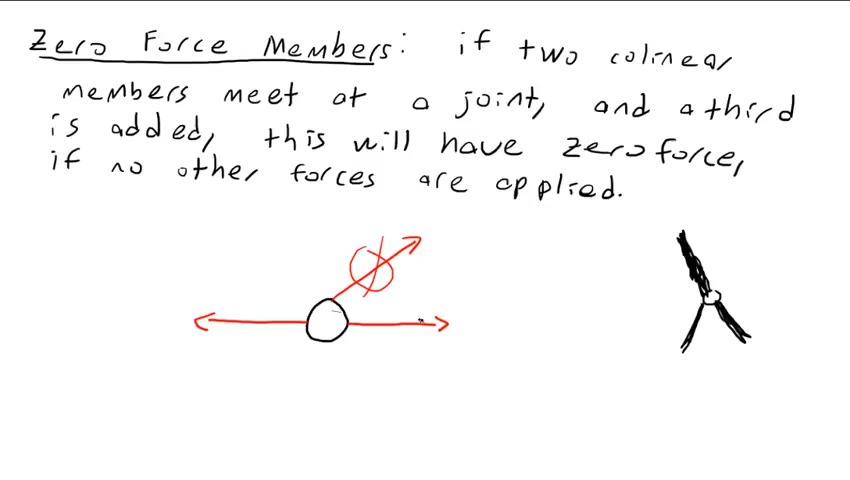 Zero Force Members: if two colinear
members meet at a joint, and a third
is added, this will have zero force,
if no other forces are applied.